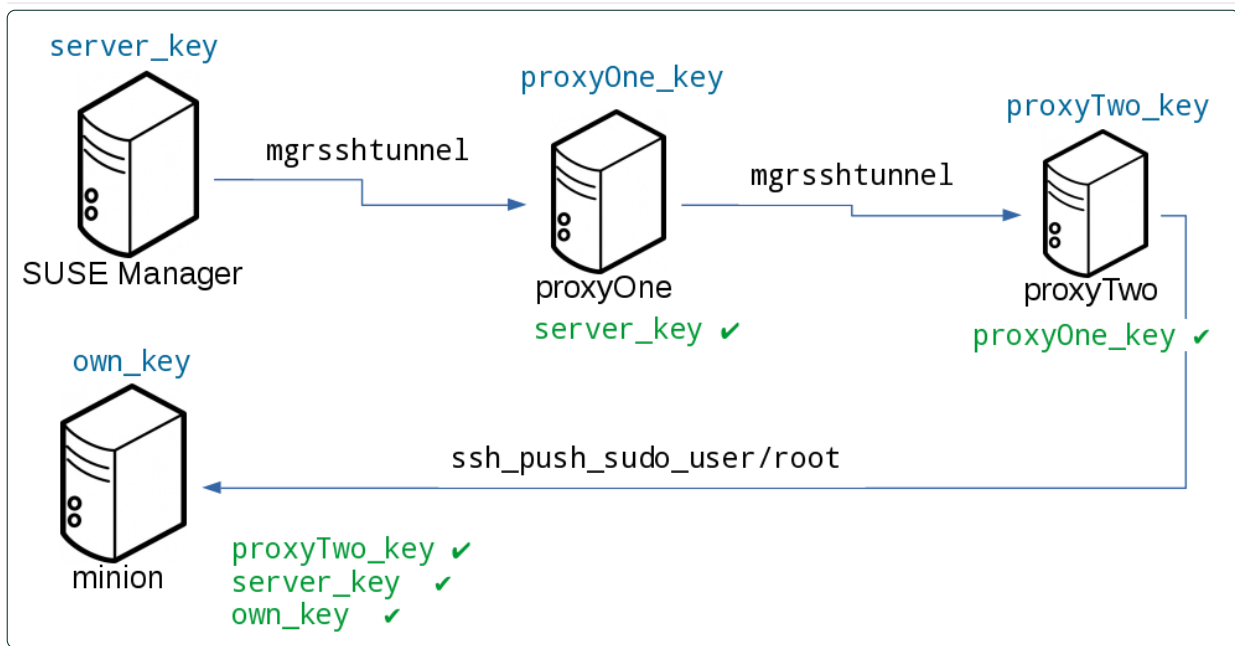 server_key
proxyOne_key
proxyTwo_key
mgrsshtunnel
mgrsshtunnel
SUSE Manager
proxyOne
proxyTwo
server_key ✔
proxyOne_key ✔
own_key
ssh_push_sudo_user/root
minion
proxyTwo_key ✔
server_key ✔
own_key ✔